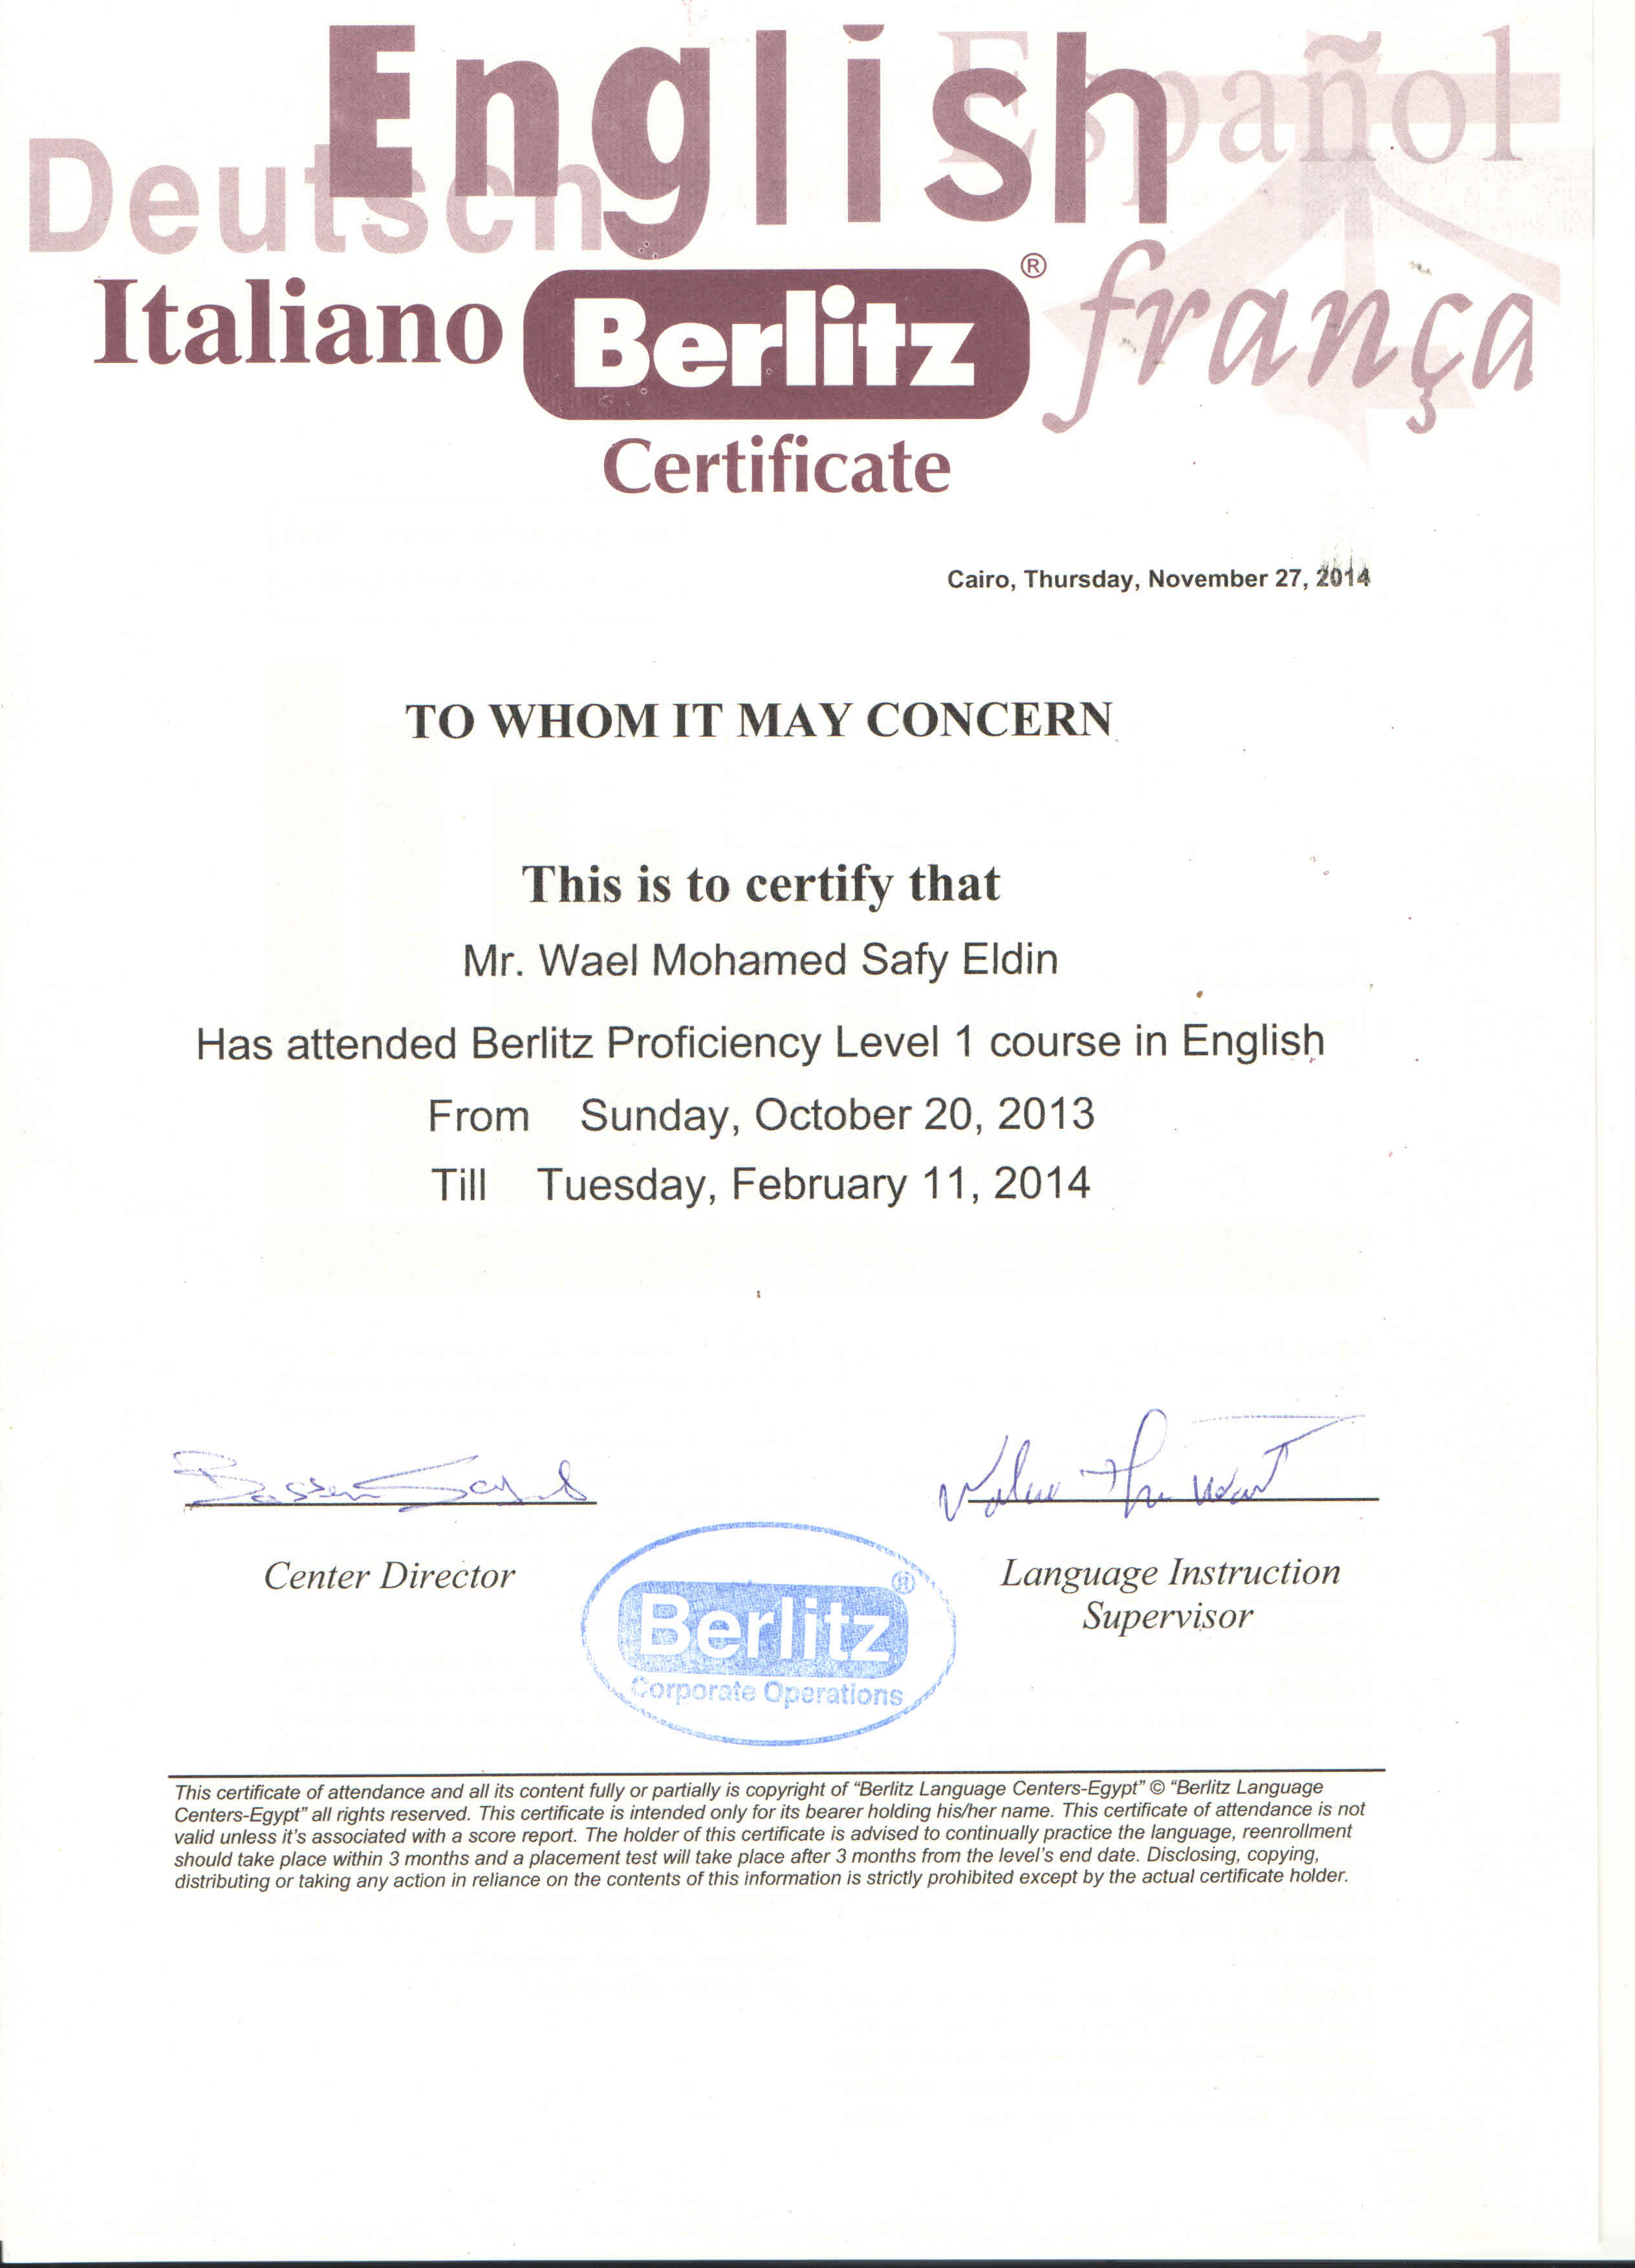 English
Español
Deutsch
Italiano
Berlitz®
frança
Certificate
Cairo, Thursday, November 27, 2014
TO WHOM IT MAY CONCERN
This is to certify that
Mr. Wael Mohamed Safy Eldin
Has attended Berlitz Proficiency Level 1 course in English
From Sunday, October 20, 2013
Till Tuesday, February 11, 2014
Center Director
Language Instruction
Supervisor
Berlitz®
Corporate Operations
This certificate of attendance and all its content fully or partially is copyright of “Berlitz Language Centers-Egypt” © “Berlitz Language
Centers-Egypt” all rights reserved. This certificate is intended only for its bearer holding his/her name. This certificate of attendance is not
valid unless it's associated with a score report. The holder of this certificate is advised to continually practice the language, reenrollment
should take place within 3 months and a placement test will take place after 3 months from the level's end date. Disclosing, copying,
distributing or taking any action in reliance on the contents of this information is strictly prohibited except by the actual certificate holder.